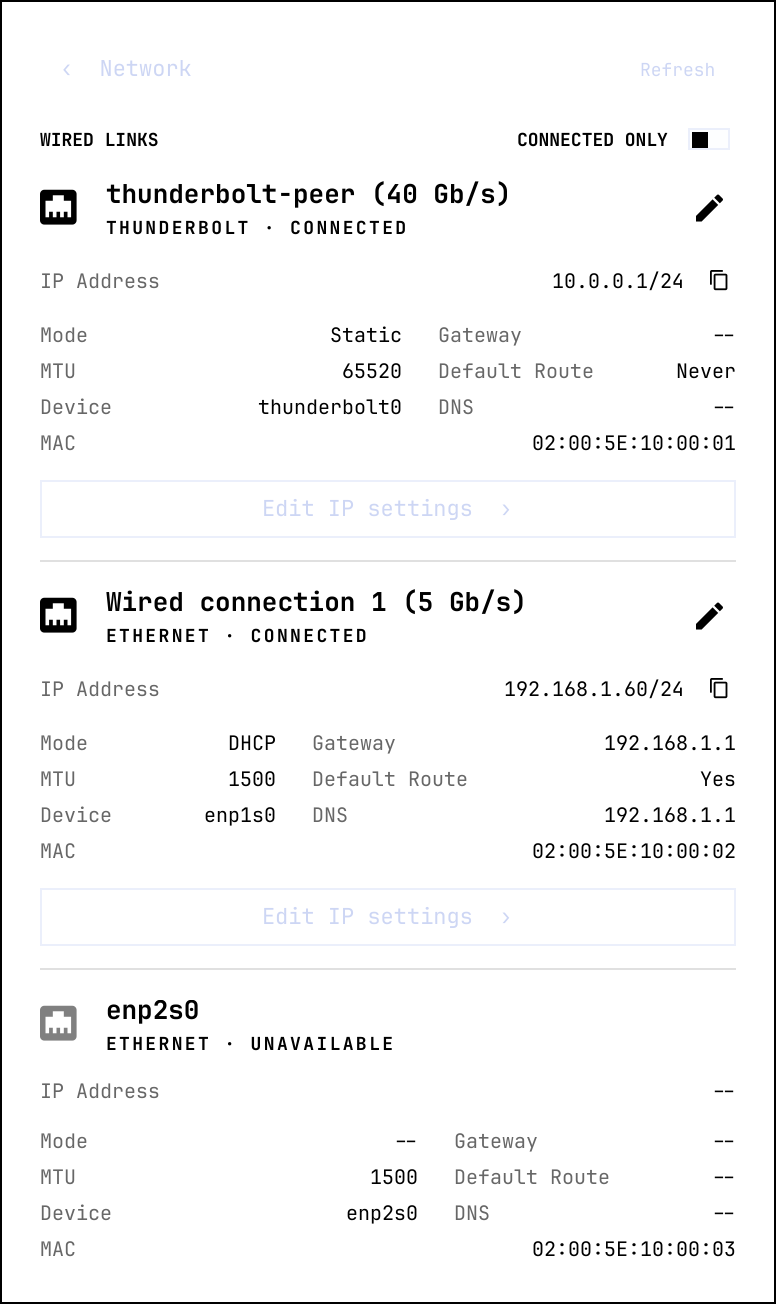 ‹ Network Refresh
WIRED LINKS CONNECTED ONLY
thunderbolt-peer (40 Gb/s)
THUNDERBOLT · CONNECTED
IP Address 10.0.0.1/24
Mode Static Gateway --
MTU 65520 Default Route Never
Device thunderbolt0 DNS --
MAC 02:00:5E:10:00:01
Edit IP settings ›
Wired connection 1 (5 Gb/s)
ETHERNET · CONNECTED
IP Address 192.168.1.60/24
Mode DHCP Gateway 192.168.1.1
MTU 1500 Default Route Yes
Device enp1s0 DNS 192.168.1.1
MAC 02:00:5E:10:00:02
Edit IP settings ›
enp2s0
ETHERNET · UNAVAILABLE
IP Address --
Mode -- Gateway --
MTU 1500 Default Route --
Device enp2s0 DNS --
MAC 02:00:5E:10:00:03